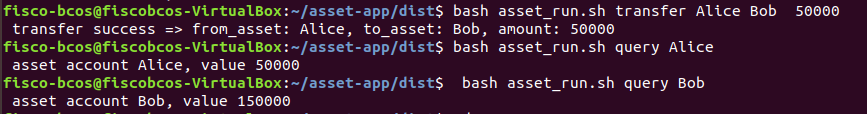 fisco-bcos@fiscobcos-VirtualBox:~/asset-app/dist$ bash asset_run.sh transfer Alice Bob  50000
 transfer success => from_asset: Alice, to_asset: Bob, amount: 50000
fisco-bcos@fiscobcos-VirtualBox:~/asset-app/dist$ bash asset_run.sh query Alice
 asset account Alice, value 50000
fisco-bcos@fiscobcos-VirtualBox:~/asset-app/dist$  bash asset_run.sh query Bob
 asset account Bob, value 150000